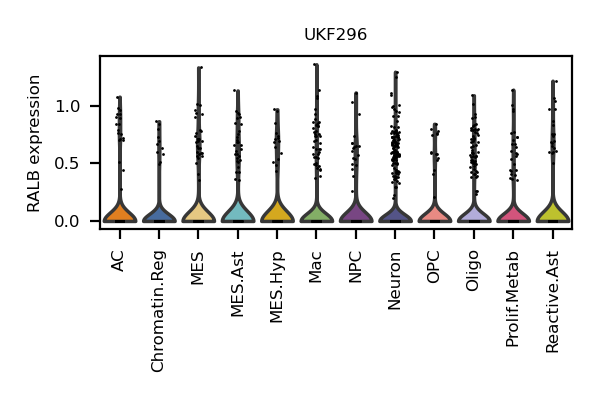 UKF296
RALB expression
1.0
0.5
0.0
AC
Chromatin.Reg
MES
MES.Ast
MES.Hyp
Mac
NPC
Neuron
OPC
Oligo
Prolif.Metab
Reactive.Ast